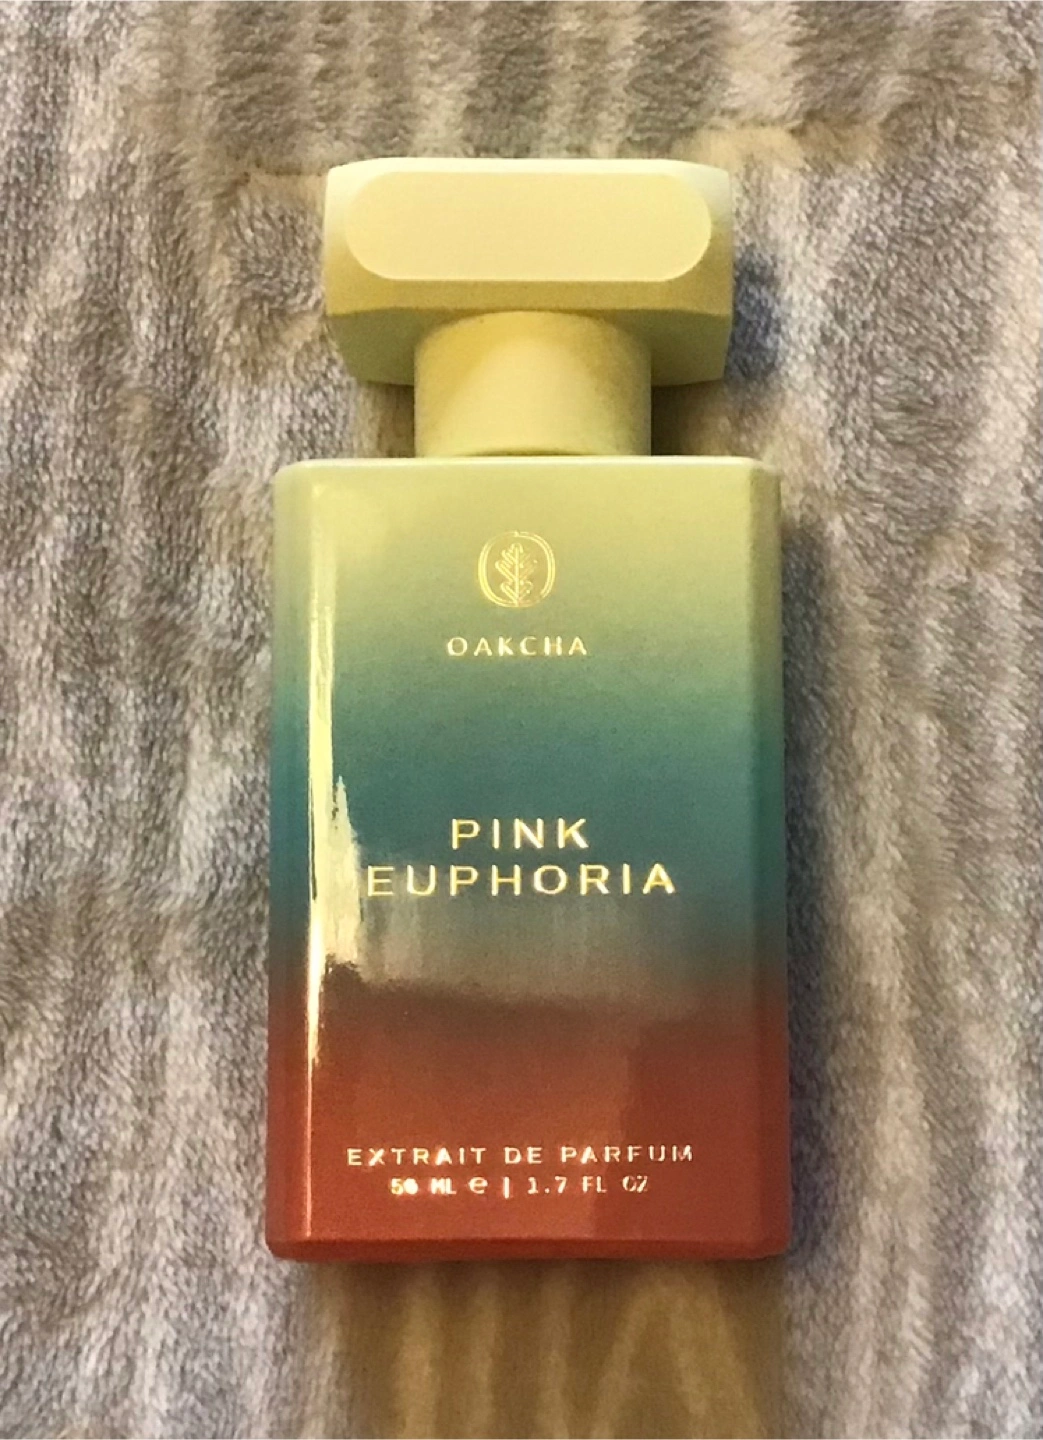 OAKCHA
PINK
EUPHORIA
EXTRAIT DE PARFUM
50 ML e | 1.7 FL OZ